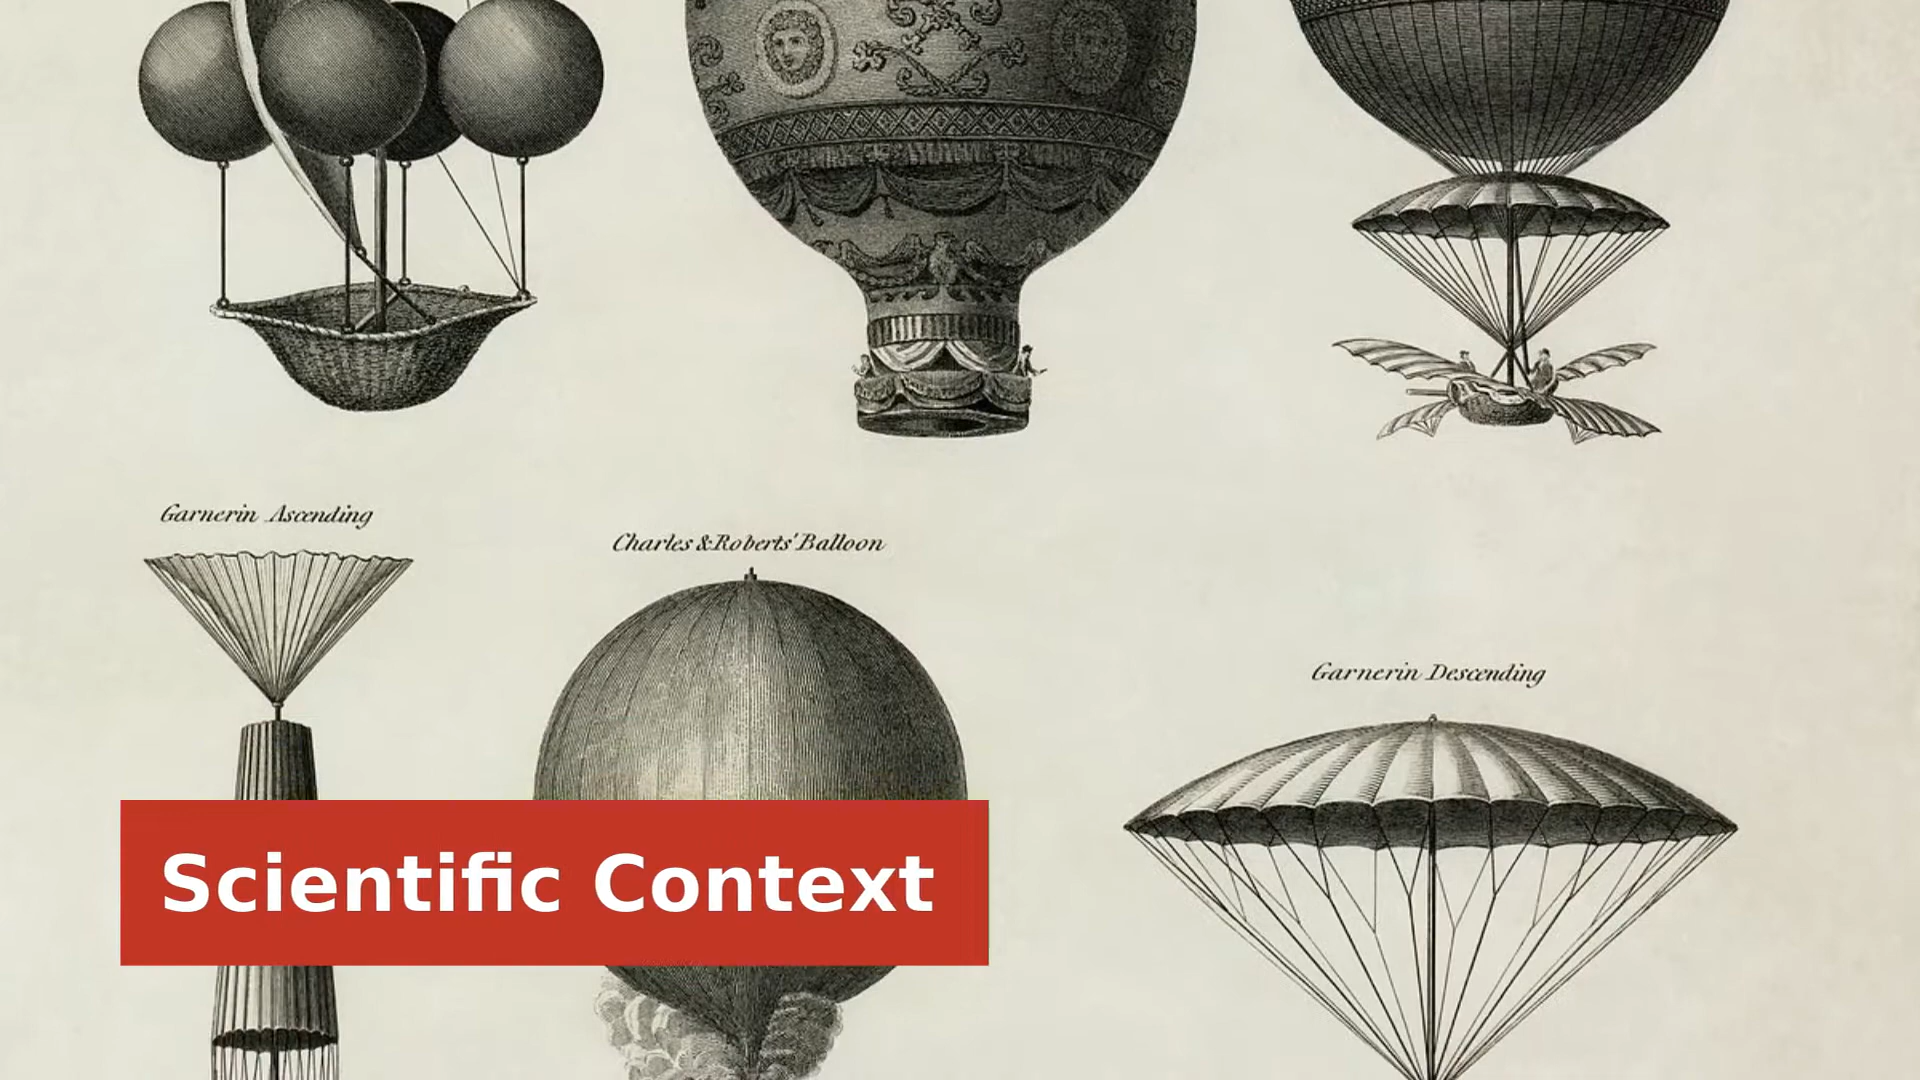 Garnerin Ascending
Charles & Roberts' Balloon
Garnerin Descending
Scientific Context